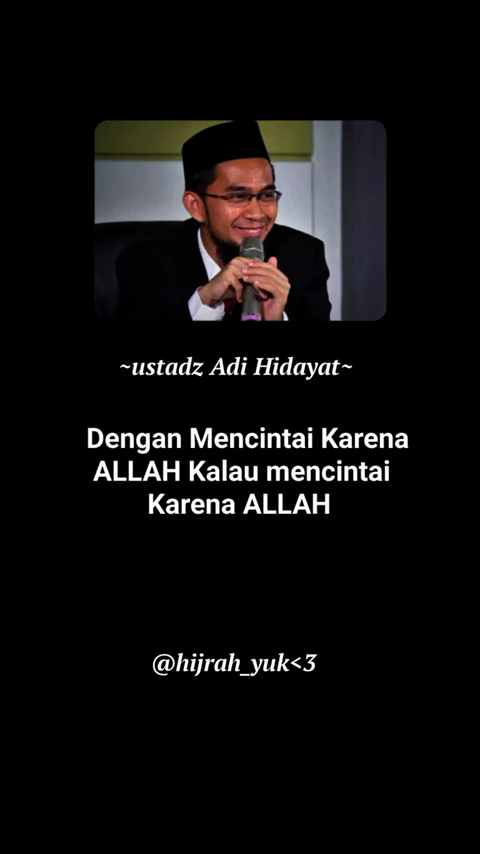 ~ustadz Adi Hidayat~
Dengan Mencintai Karena
ALLAH Kalau mencintai
Karena ALLAH
@hijrah_yuk<3